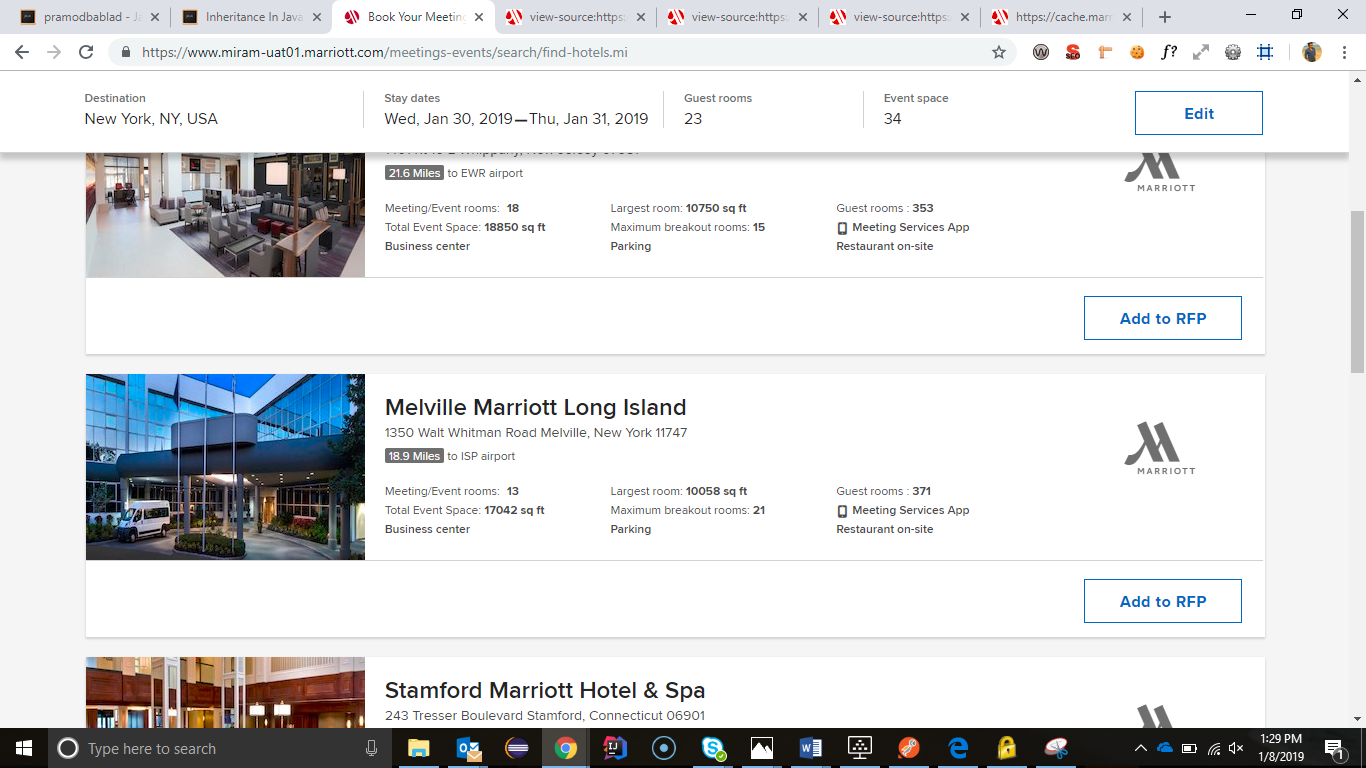 pramodbablad - Ja
Inheritance In Java
Book Your Meeting
view-source:https:
view-source:https:
view-source:https:
https://cache.marr
https://www.miram-uat01.marriott.com/meetings-events/search/find-hotels.mi
f?
Destination
New York, NY, USA
Stay dates
Wed, Jan 30, 2019—Thu, Jan 31, 2019
Guest rooms
23
Event space
34
Edit
21.6 Miles to EWR airport
MARRIOTT
Meeting/Event rooms: 18
Largest room: 10750 sq ft
Guest rooms : 353
Total Event Space: 18850 sq ft
Maximum breakout rooms: 15
Meeting Services App
Business center
Parking
Restaurant on-site
Add to RFP
Melville Marriott Long Island
1350 Walt Whitman Road Melville, New York 11747
18.9 Miles to ISP airport
MARRIOTT
Meeting/Event rooms: 13
Largest room: 10058 sq ft
Guest rooms : 371
Total Event Space: 17042 sq ft
Maximum breakout rooms: 21
Meeting Services App
Business center
Parking
Restaurant on-site
Add to RFP
Stamford Marriott Hotel & Spa
243 Tresser Boulevard Stamford, Connecticut 06901
Type here to search
1:29 PM
1/8/2019
1